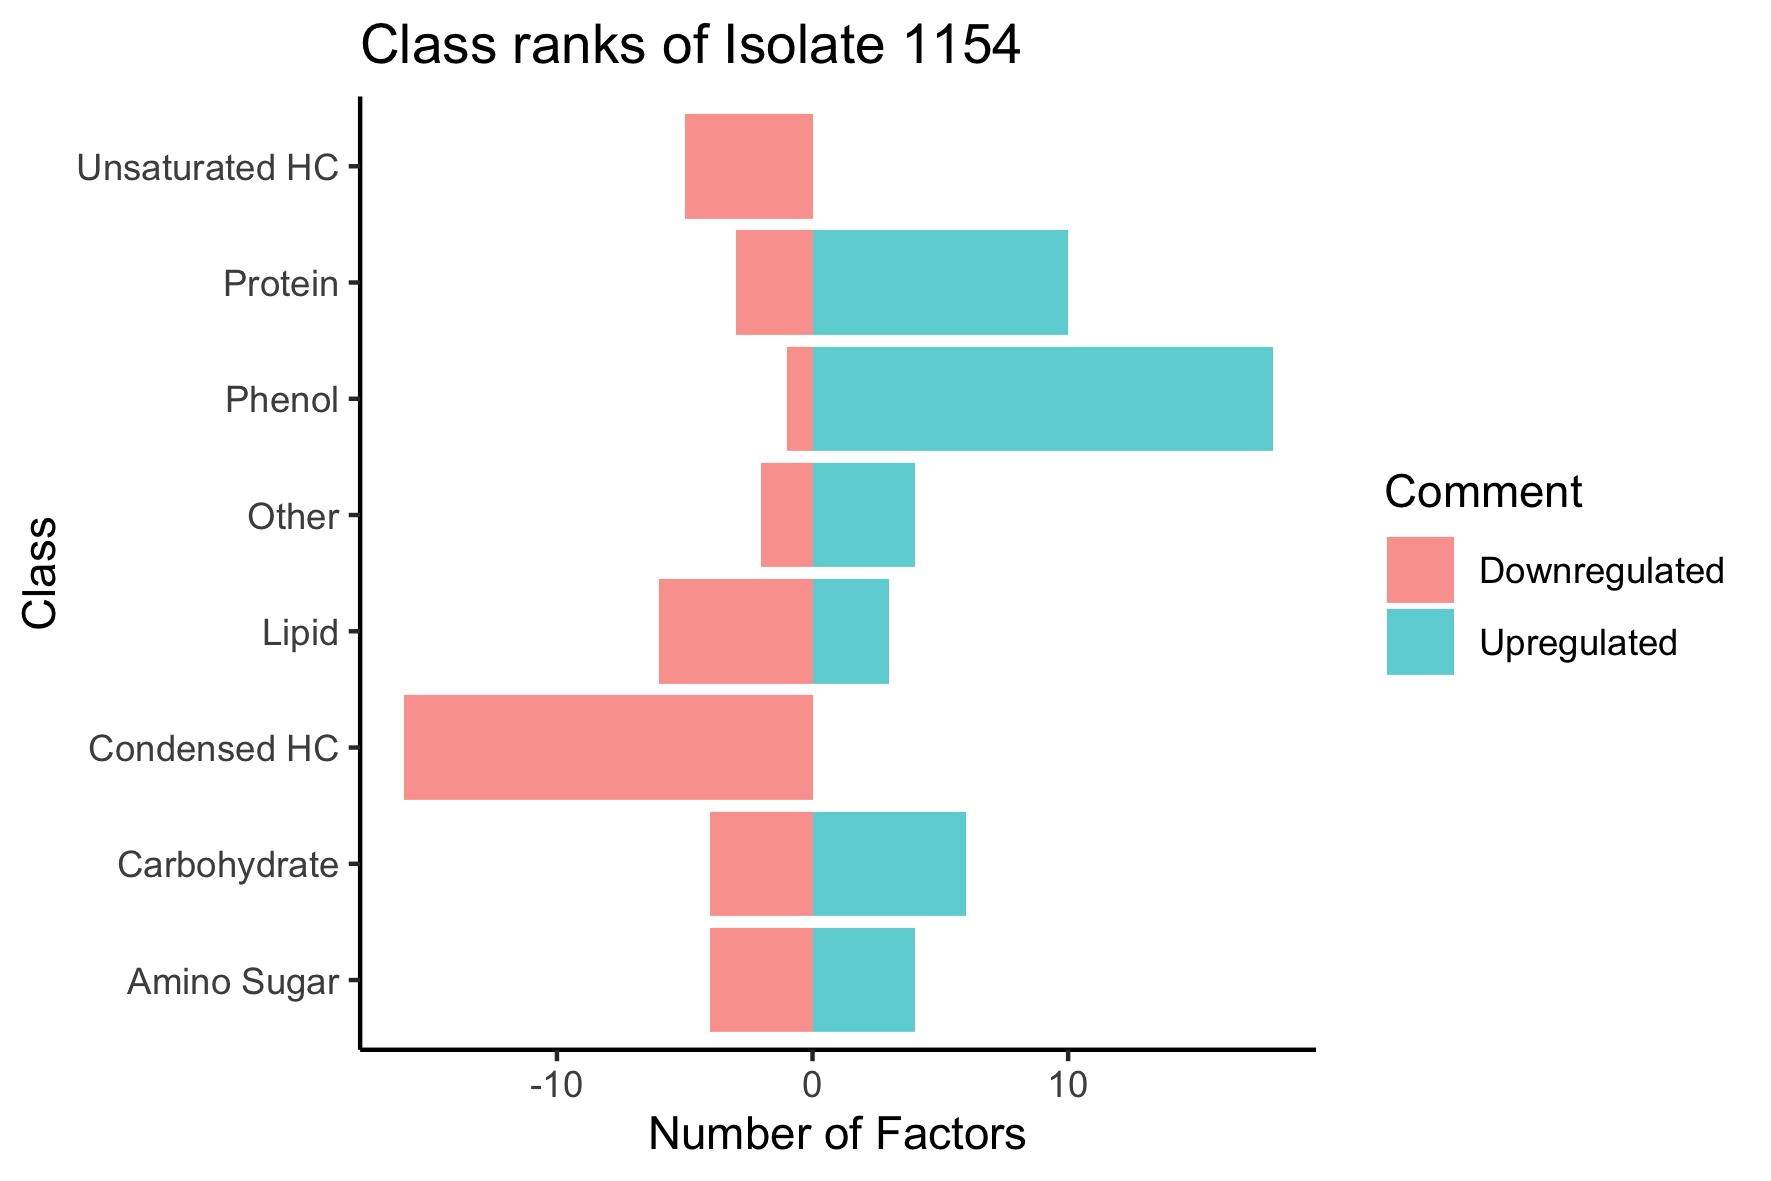 Class ranks of Isolate 1154
Unsaturated HC
Protein
Phenol
Other
Lipid
Condensed HC
Carbohydrate
Amino Sugar
Class
-10 0 10
Number of Factors
Comment
Downregulated
Upregulated